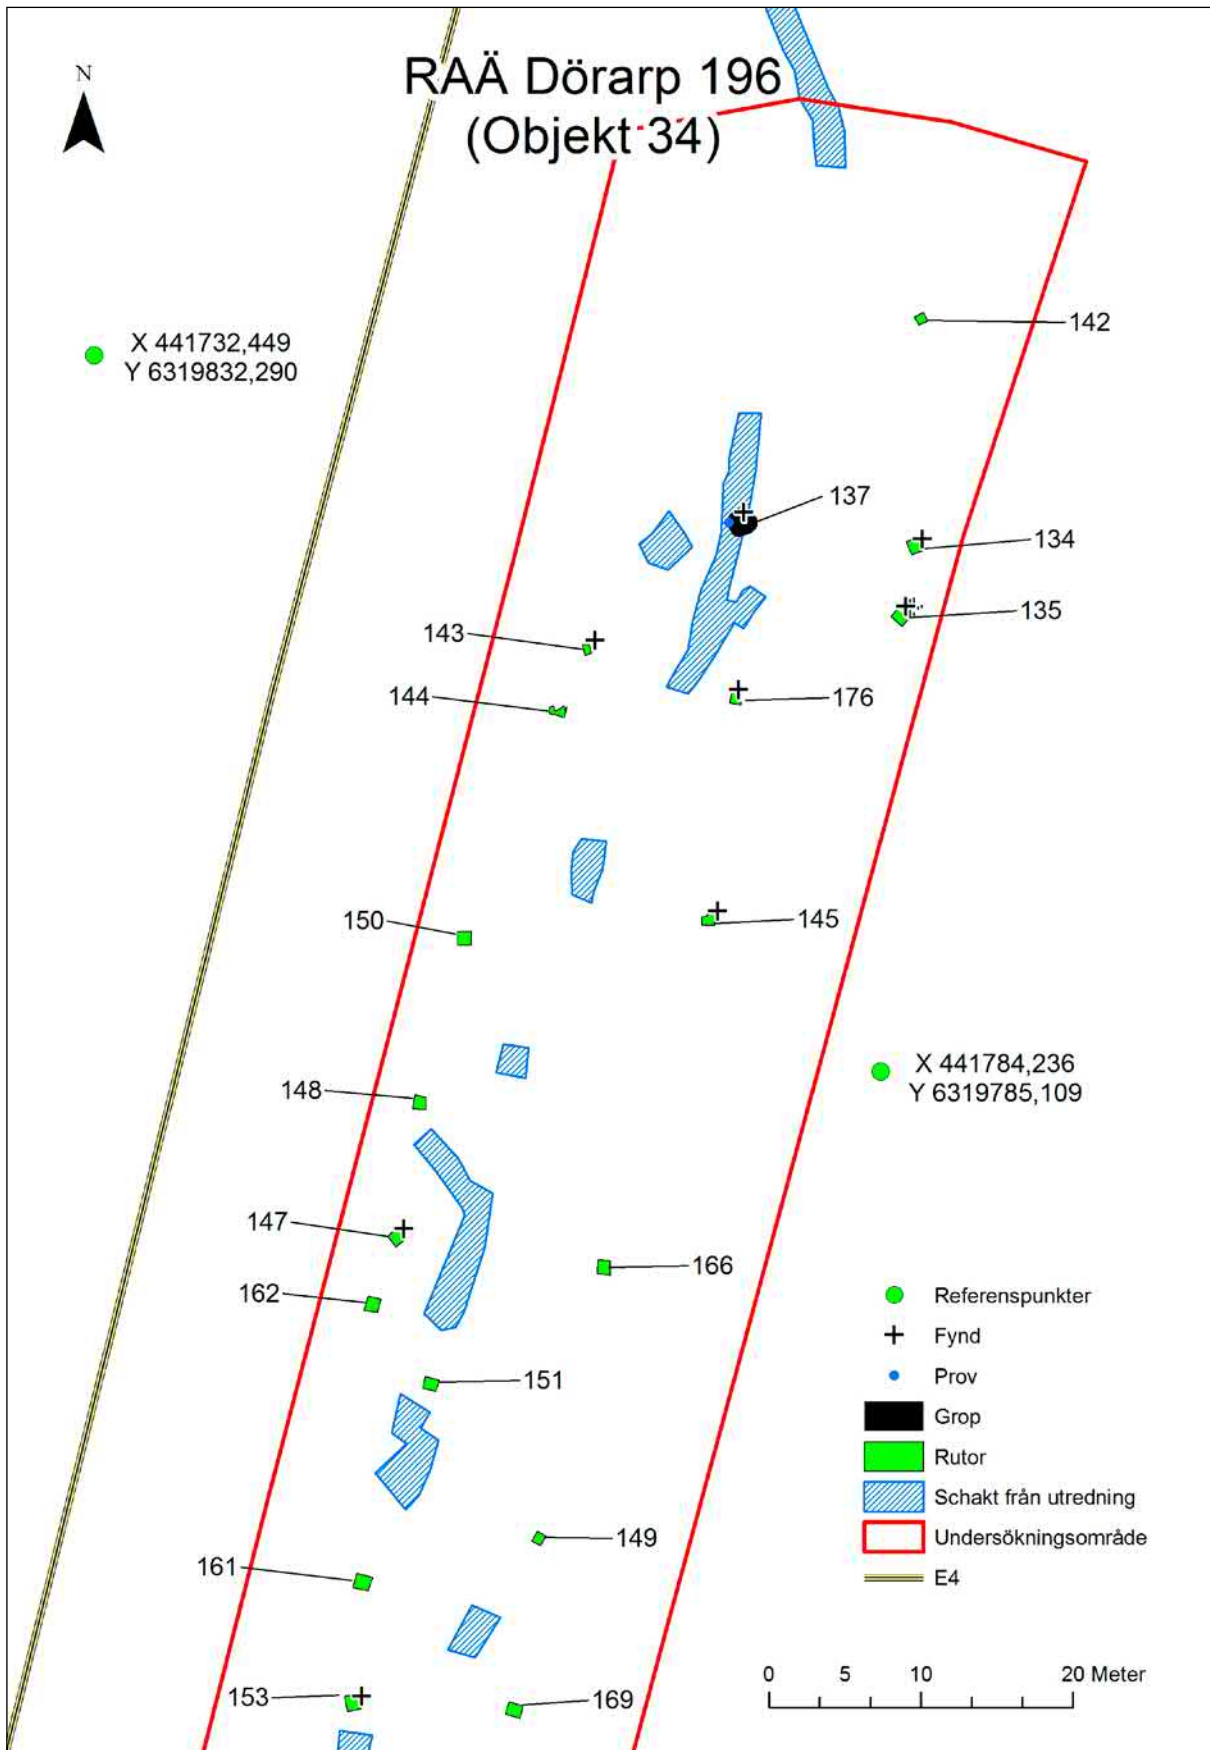 RAÄ Dörarp 196
(Objekt 34)
N
X 441732,449
Y 6319832,290
142
137
134
135
143
144
176
150
145
X 441784,236
Y 6319785,109
148
147
166
162
151
149
161
153
169
Referenspunkter
Fynd
Prov
Grop
Rutor
Schakt från utredning
Undersökningsområde
E4
0 5 10 20 Meter